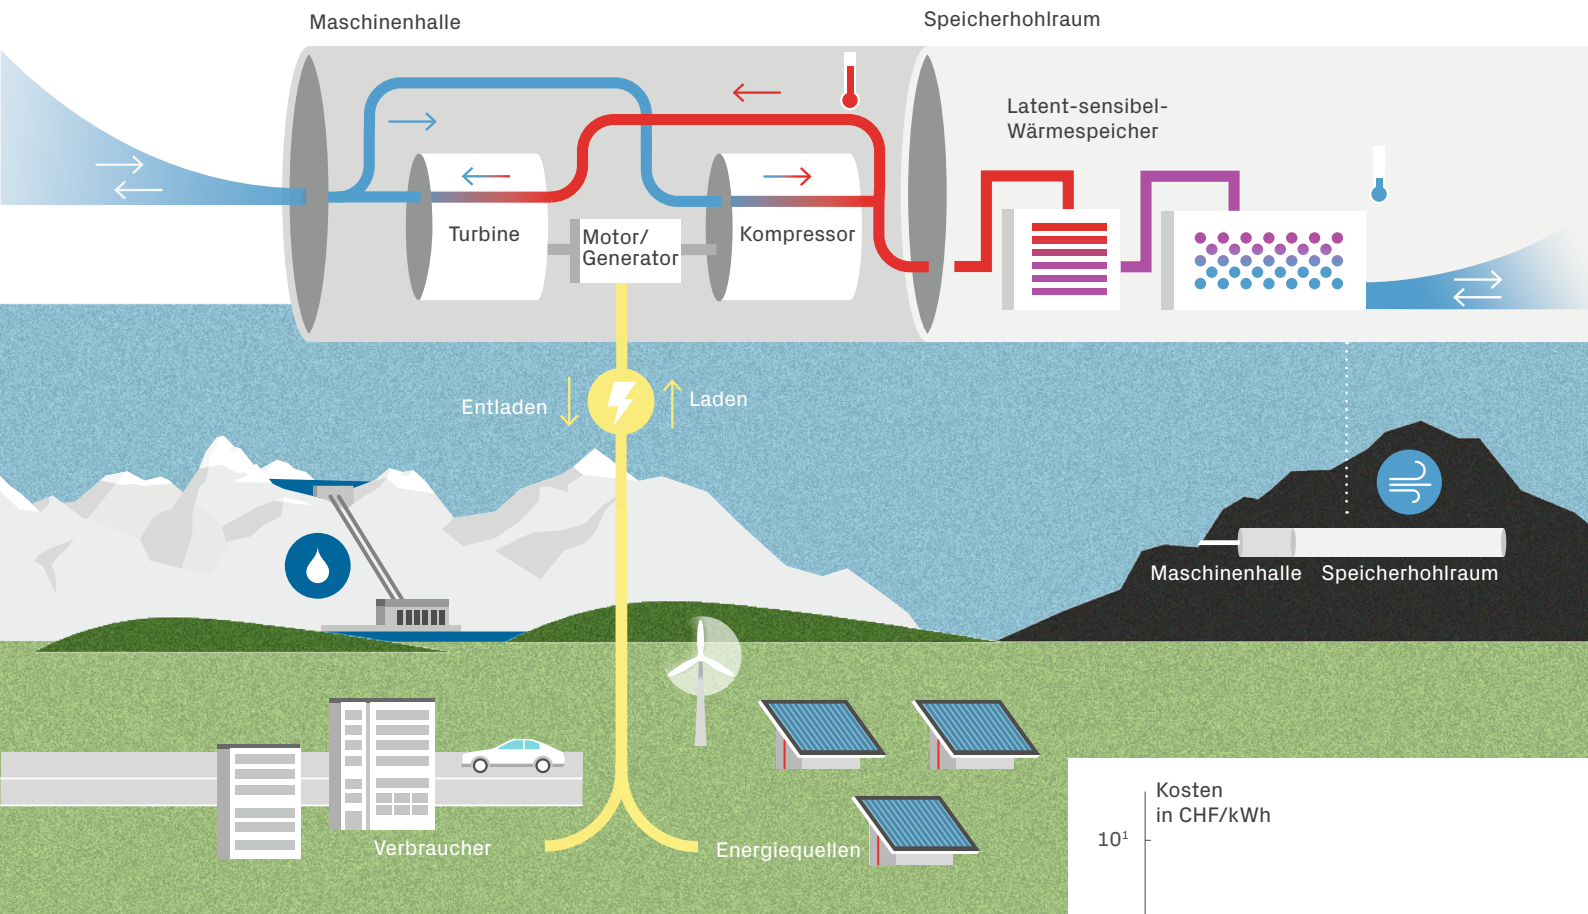 Maschinenhalle
Speicherhohlraum
Latent-sensibel-
Wärmespeicher
Turbine
Motor/
Generator
Kompressor
Entladen
Laden
Maschinenhalle
Speicherhohlraum
Verbraucher
Energiequellen
Kosten
in CHF/kWh
10¹